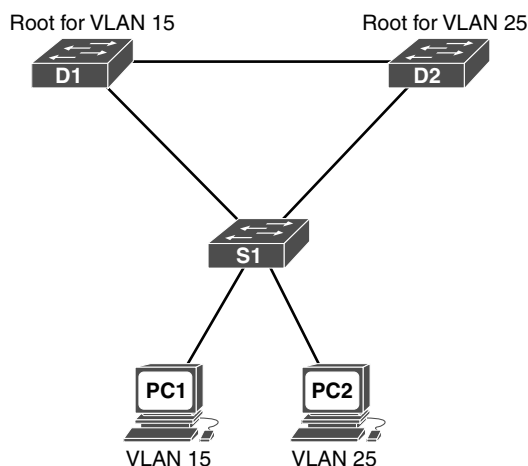 Root for VLAN 15
Root for VLAN 25
D1
D2
S1
PC1
PC2
VLAN 15
VLAN 25